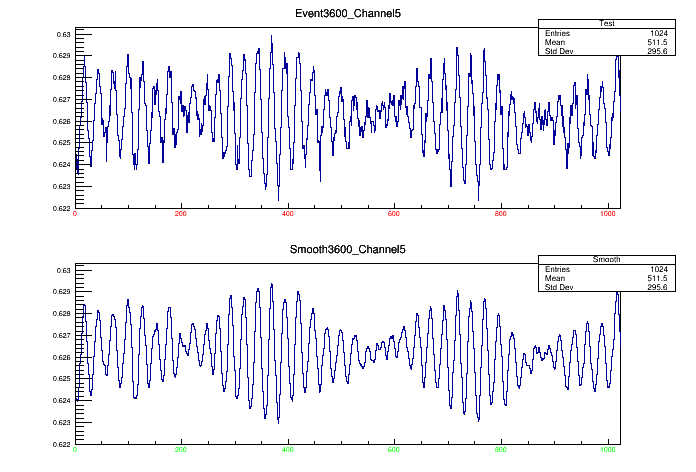 Event3600_Channel5
Test
Entries 1024
Mean 511.5
Std Dev 295.6
0.63
0.629
0.628
0.627
0.626
0.625
0.624
0.623
0.622
0 200 400 600 800 1000
Smooth3600_Channel5
Smooth
Entries 1024
Mean 511.5
Std Dev 295.6
0.63
0.629
0.628
0.627
0.626
0.625
0.624
0.623
0.622
0 200 400 600 800 1000